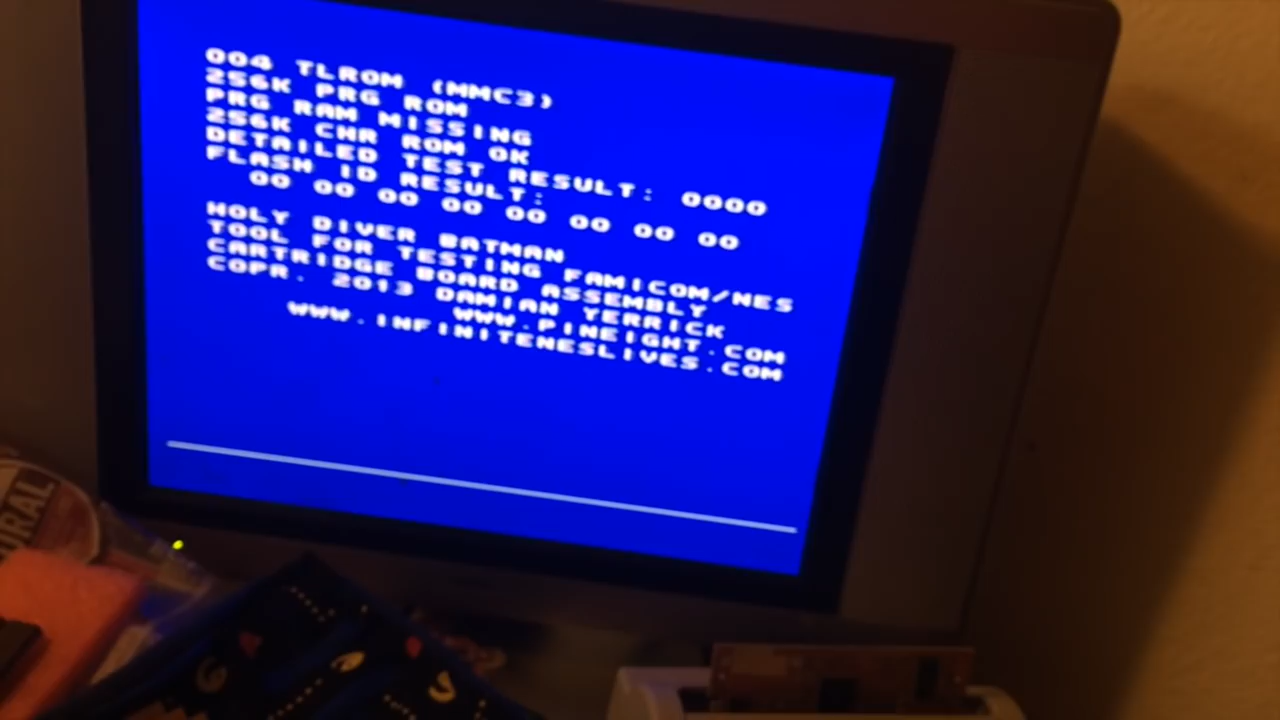 004 TLROM (MMC3)
256K PRG ROM
PRG RAM MISSING
256K CHR ROM OK
DETAILED TEST RESULT: 0000
FLASH ID RESULT:
00 00 00 00 00 00 00 00
HOLY DIVER BATMAN
TOOL FOR TESTING FAMICOM/NES
CARTRIDGE BOARD ASSEMBLY
COPR. 2013 DAMIAN YERRICK
WWW.PINEIGHT.COM
WWW.INFINITENESLIVES.COM